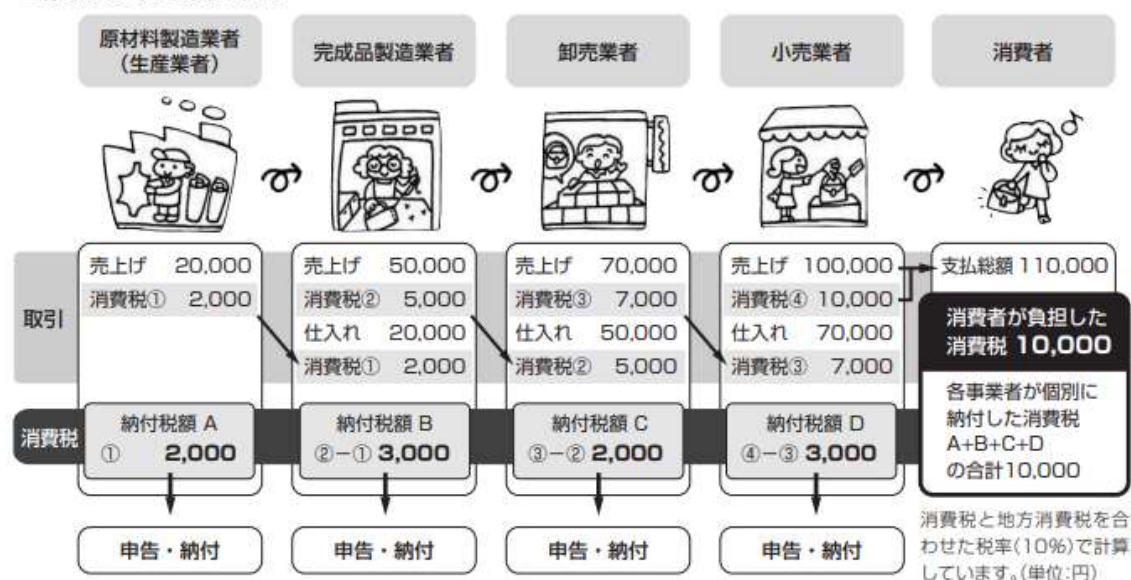 原材料製造業者
(生産業者)
完成品製造業者
卸売業者
小売業者
消費者
取引
売上げ 20,000
消費税① 2,000
売上げ 50,000
消費税② 5,000
仕入れ 20,000
消費税① 2,000
売上げ 70,000
消費税③ 7,000
仕入れ 50,000
消費税② 5,000
売上げ 100,000
消費税④ 10,000
仕入れ 70,000
消費税③ 7,000
支払総額 110,000
消費者が負担した
消費税 10,000
各事業者が個別に
納付した消費税
A+B+C+D
の合計10,000
消費税
納付税額 A
① 2,000
納付税額 B
②-① 3,000
納付税額 C
③-② 2,000
納付税額 D
④-③ 3,000
申告・納付
申告・納付
申告・納付
申告・納付
消費税と地方消費税を合
わせた税率(10%)で計算
しています。(単位:円)